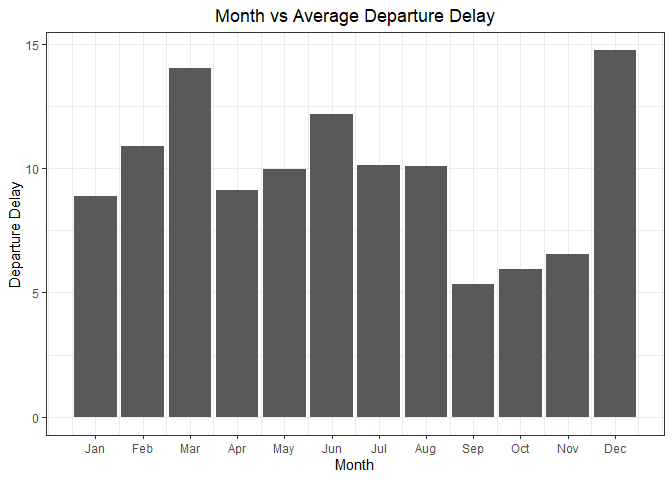 Month vs Average Departure Delay
15
10
5
0
Departure Delay
Jan Feb Mar Apr May Jun Jul Aug Sep Oct Nov Dec
Month